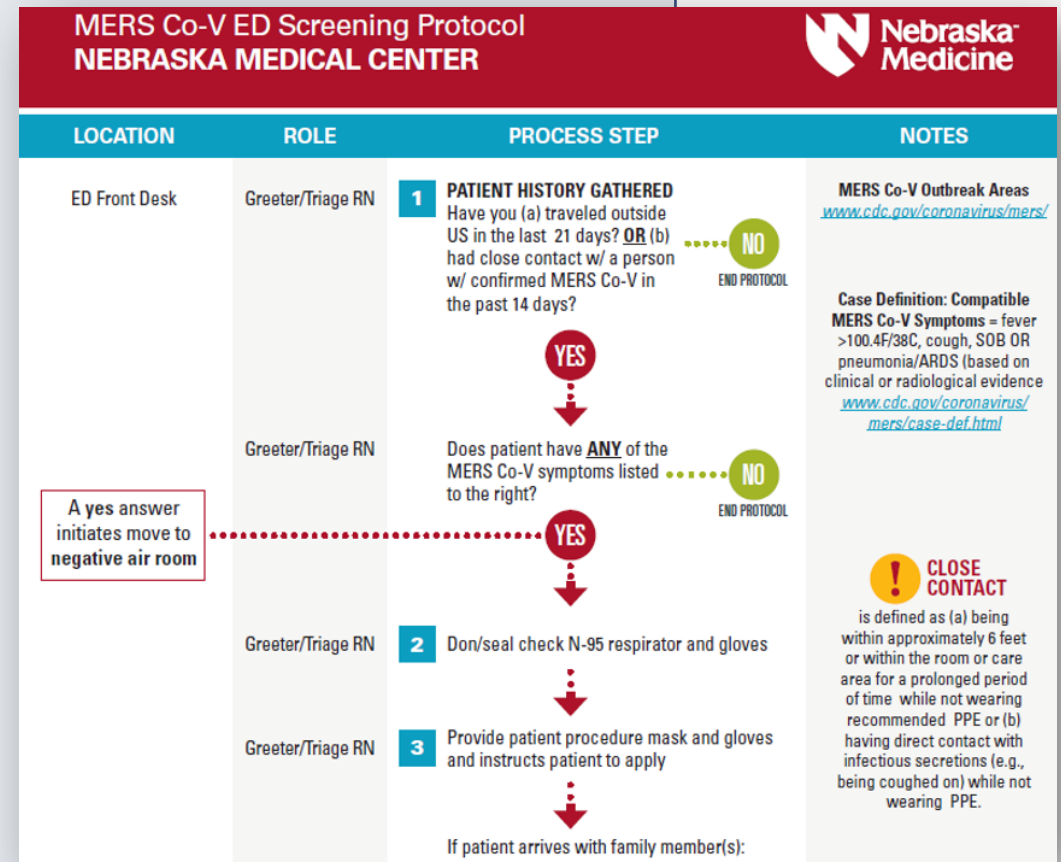 MERS Co-V ED Screening Protocol
NEBRASKA MEDICAL CENTER
Nebraska
Medicine
LOCATION
ROLE
PROCESS STEP
NOTES
ED Front Desk
Greeter/Triage RN
1
PATIENT HISTORY GATHERED
Have you (a) traveled outside
US in the last 21 days? OR (b)
had close contact w/ a person
w/ confirmed MERS Co-V in
the past 14 days?
NO
END PROTOCOL
MERS Co-V Outbreak Areas
www.cdc.gov/coronavirus/mers/
Case Definition: Compatible
MERS Co-V Symptoms = fever
>100.4F/38C, cough, SOB OR
pneumonia/ARDS (based on
clinical or radiological evidence
www.cdc.gov/coronavirus/
mers/case-def.html
YES
Greeter/Triage RN
Does patient have ANY of the
MERS Co-V symptoms listed
to the right?
NO
END PROTOCOL
A yes answer
initiates move to
negative air room
YES
! CLOSE
CONTACT
is defined as (a) being
within approximately 6 feet
or within the room or care
area for a prolonged period
of time while not wearing
recommended PPE or (b)
having direct contact with
infectious secretions (e.g.,
being coughed on) while not
wearing PPE.
Greeter/Triage RN
2
Don/seal check N-95 respirator and gloves
Greeter/Triage RN
3
Provide patient procedure mask and gloves
and instructs patient to apply
If patient arrives with family member(s):